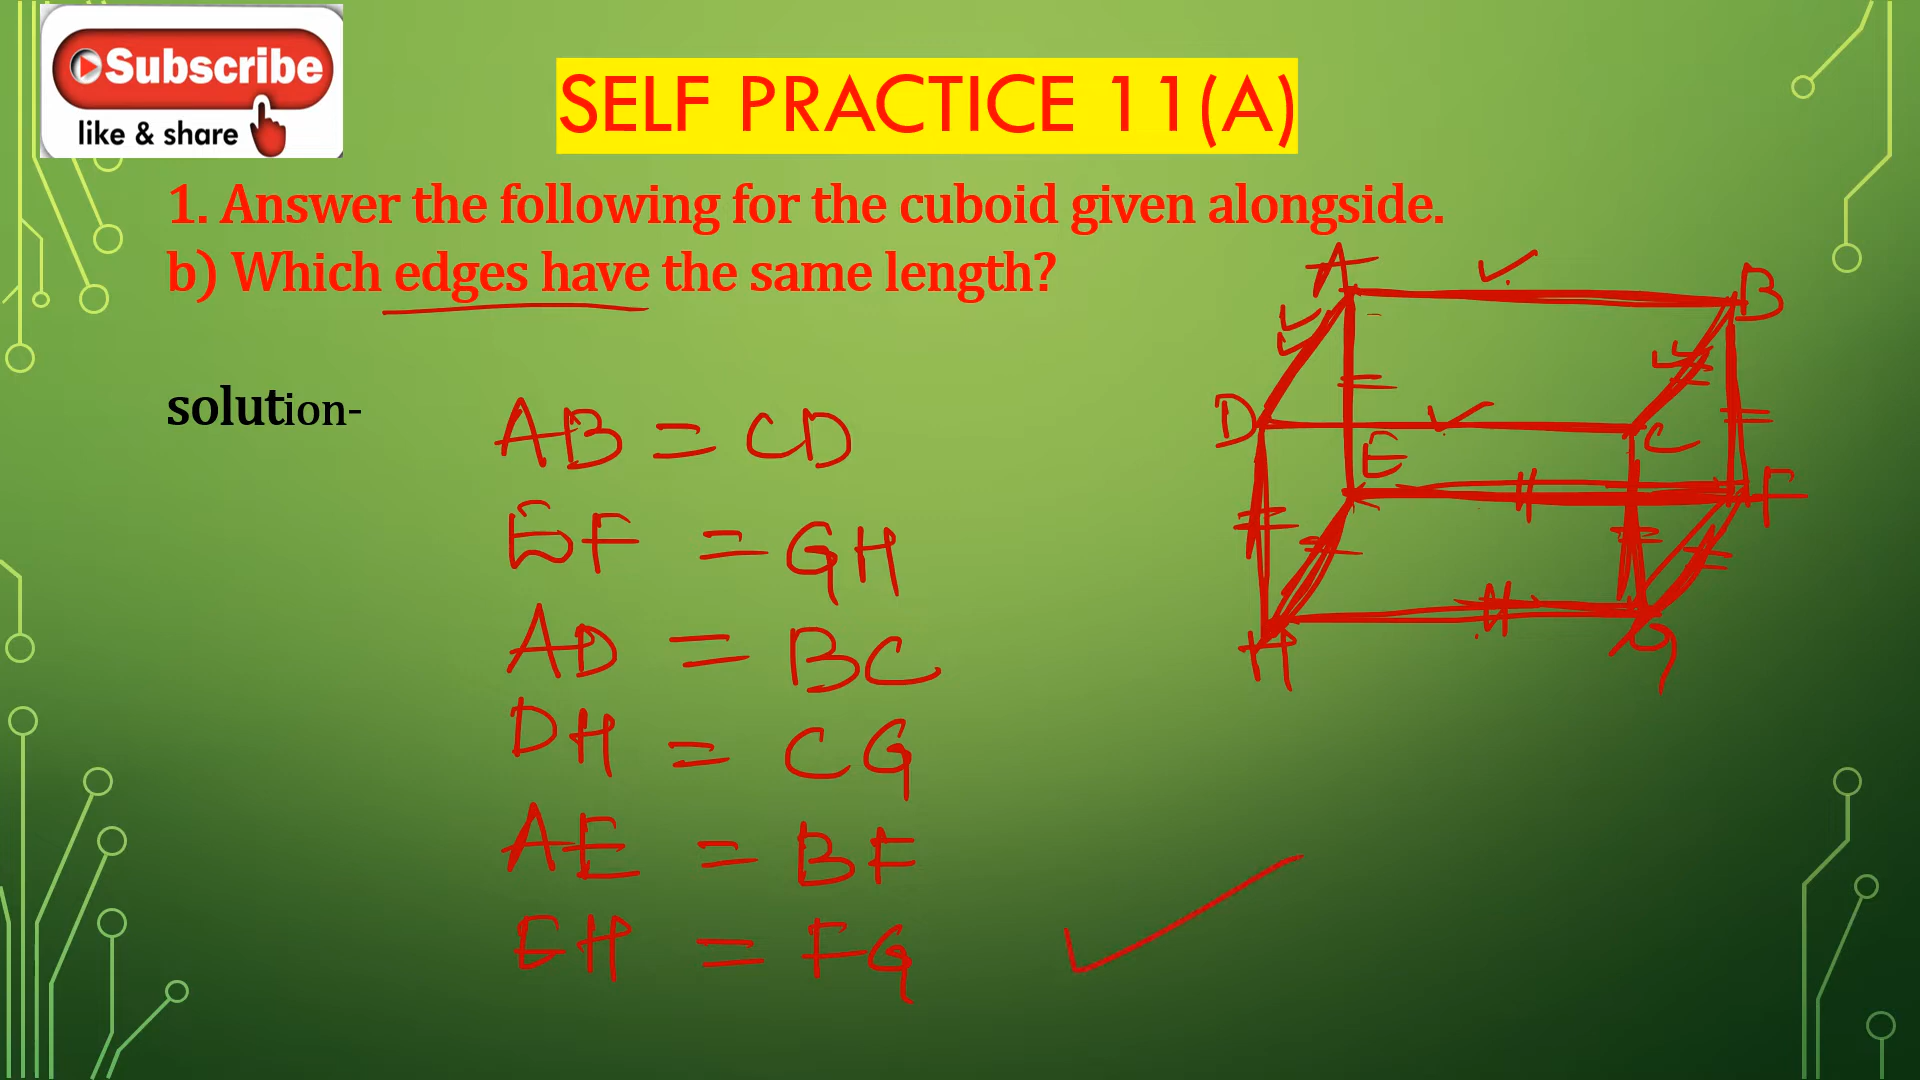 Subscribe
like & share
SELF PRACTICE 11(A)
1. Answer the following for the cuboid given alongside.
b) Which edges have the same length?
solution-
AB = CD
EF = GH
AD = BC
DH = CG
AE = BF
EH = FG
A
B
D
C
E
F
H
G